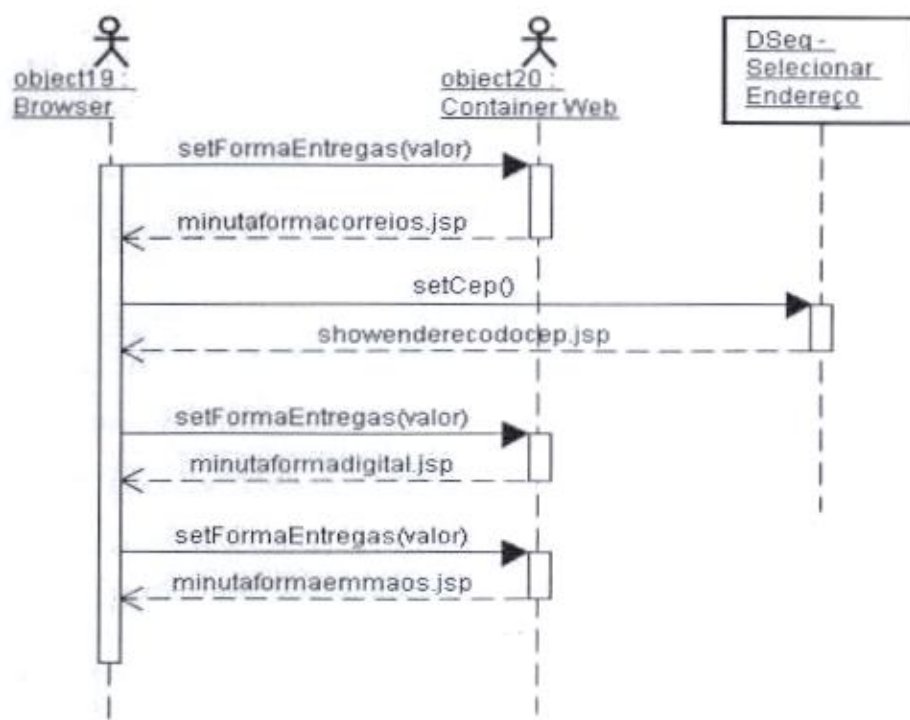 object19 :
Browser
object20 :
Container Web
DSeq -
Selecionar
Endereço
setFormaEntregas(valor)
minutaformacorreios.jsp
setCep()
showenderecodocep.jsp
setFormaEntregas(valor)
minutaformadigital.jsp
setFormaEntregas(valor)
minutaformaemmaos.jsp